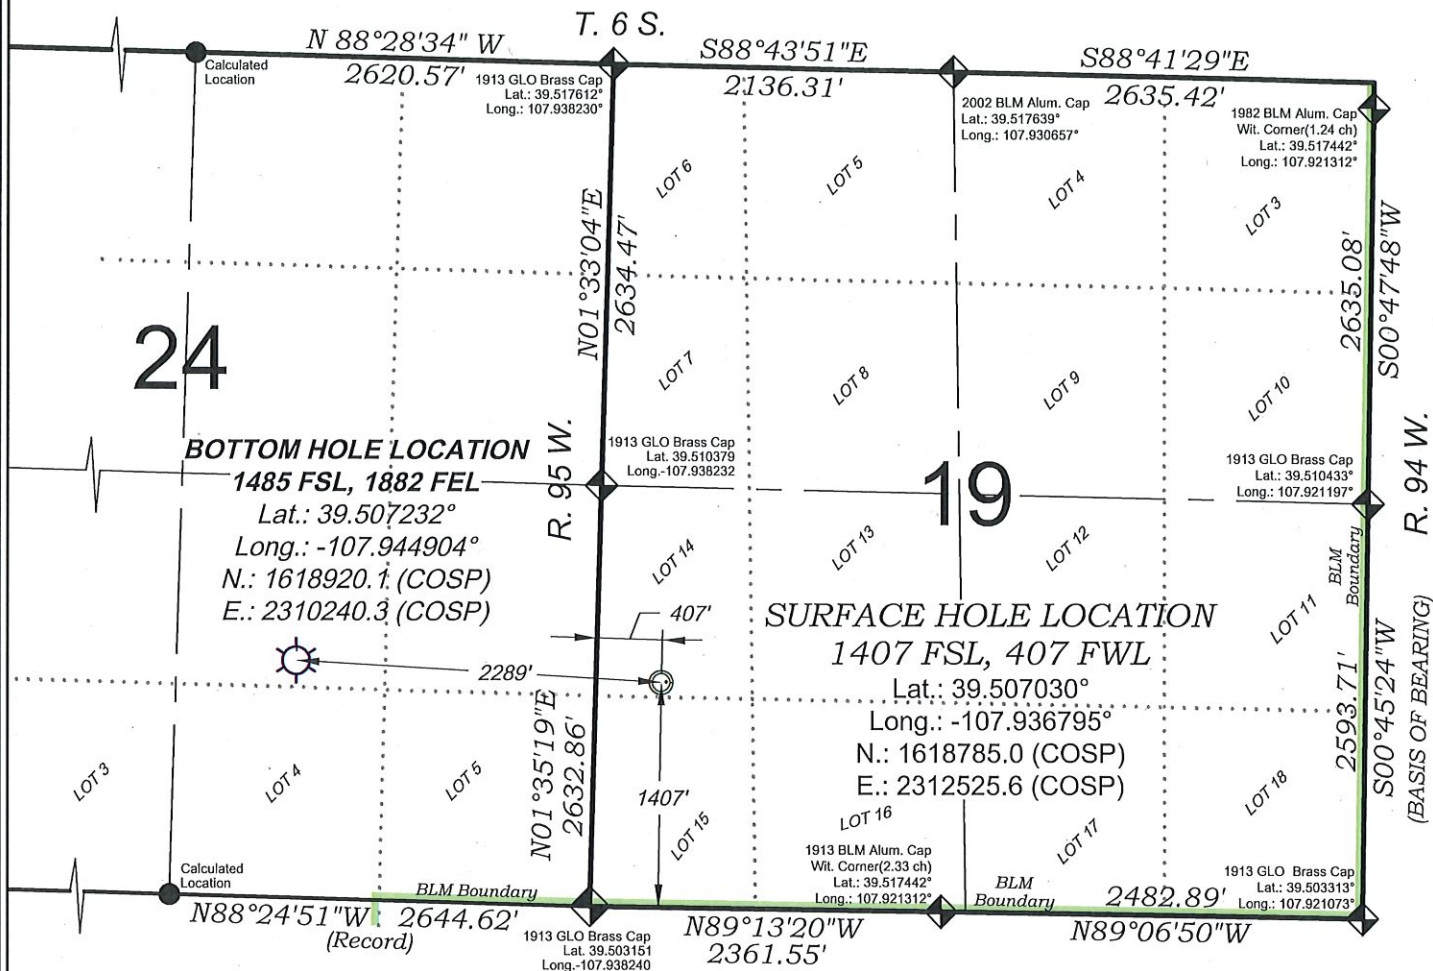 T. 6 S.
N 88°28'34" W
2620.57'
S88°43'51"E
2136.31'
S88°41'29"E
2635.42'
Calculated
Location
1913 GLO Brass Cap
Lat.: 39.517612°
Long.: 107.938230°
2002 BLM Alum. Cap
Lat.: 39.517639°
Long.: 107.930657°
1982 BLM Alum. Cap
Wit. Corner(1.24 ch)
Lat.: 39.517442°
Long.: 107.921312°
LOT 6
LOT 5
LOT 4
LOT 3
N01°33'04"E
2634.47'
2635.08'
S00°47'48"W
24
LOT 7
LOT 8
LOT 9
LOT 10
BOTTOM HOLE LOCATION
1485 FSL, 1882 FEL
Lat.: 39.507232°
Long.: -107.944904°
N.: 1618920.1 (COSP)
E.: 2310240.3 (COSP)
R. 95 W.
1913 GLO Brass Cap
Lat. 39.510379
Long.-107.938232
19
1913 GLO Brass Cap
Lat.: 39.510433°
Long.: 107.921197°
R. 94 W.
LOT 14
LOT 13
LOT 12
LOT 11
BLM
Boundary
407'
2289'
SURFACE HOLE LOCATION
1407 FSL, 407 FWL
Lat.: 39.507030°
Long.: -107.936795°
N.: 1618785.0 (COSP)
E.: 2312525.6 (COSP)
N01°35'19"E
2632.86'
1407'
2593.71'
S00°45'24"W
(BASIS OF BEARING)
LOT 3
LOT 4
LOT 5
LOT 15
LOT 16
LOT 17
LOT 18
Calculated
Location
BLM Boundary
1913 BLM Alum. Cap
Wit. Corner(2.33 ch)
Lat.: 39.517442°
Long.: 107.921312°
BLM
Boundary
1913 GLO Brass Cap
Lat.: 39.503313°
Long.: 107.921073°
N88°24'51"W
2644.62'
(Record)
1913 GLO Brass Cap
Lat. 39.503151
Long.-107.938240
N89°13'20"W
2361.55'
2482.89'
N89°06'50"W